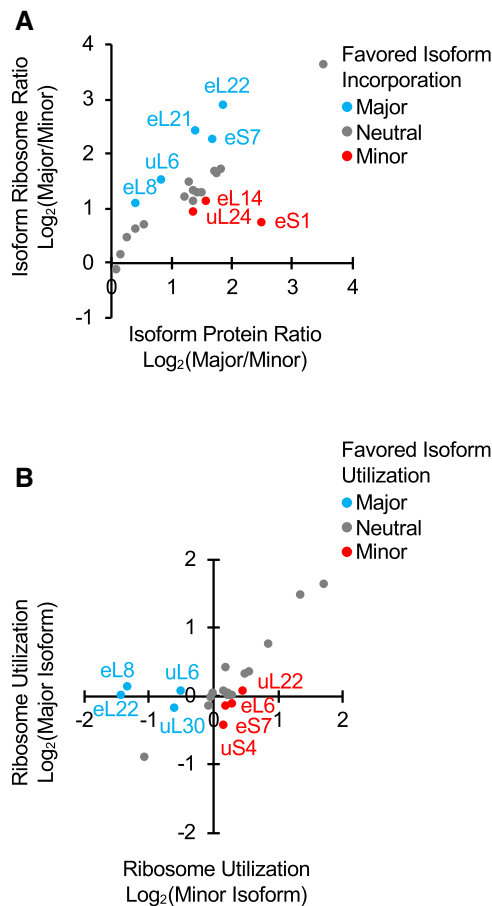 A
Isoform Ribosome Ratio
Log₂(Major/Minor)
4
3
2
1
0
-1
0
1
2
3
4
eL22
eL21
eS7
uL6
eL8
eL14
uL24
eS1
Isoform Protein Ratio
Log₂(Major/Minor)
Favored Isoform
Incorporation
Major
Neutral
Minor
B
Favored Isoform
Utilization
Major
Neutral
Minor
Ribosome Utilization
Log₂(Major Isoform)
2
1
0
-1
-2
-2
-1
0
1
2
eL8
uL6
eL22
uL30
uL22
eL6
eS7
uS4
Ribosome Utilization
Log₂(Minor Isoform)